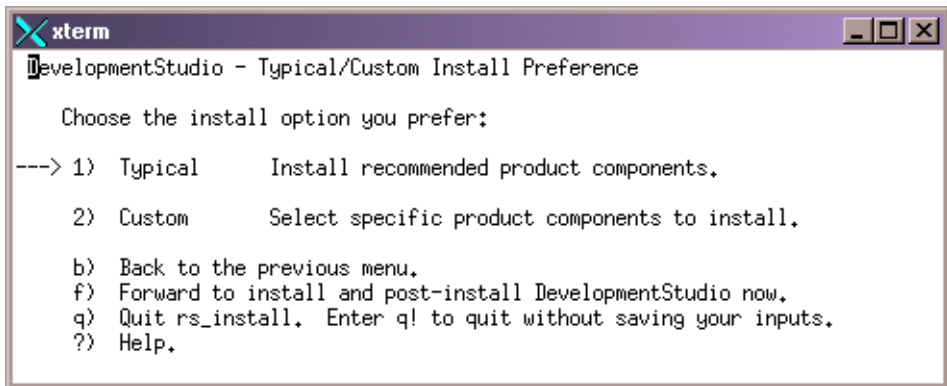 xterm
DevelopmentStudio - Typical/Custom Install Preference
Choose the install option you prefer:
---> 1) Typical Install recommended product components.
2) Custom Select specific product components to install.
b) Back to the previous menu.
f) Forward to install and post-install DevelopmentStudio now.
q) Quit rs_install. Enter q! to quit without saving your inputs.
?) Help.